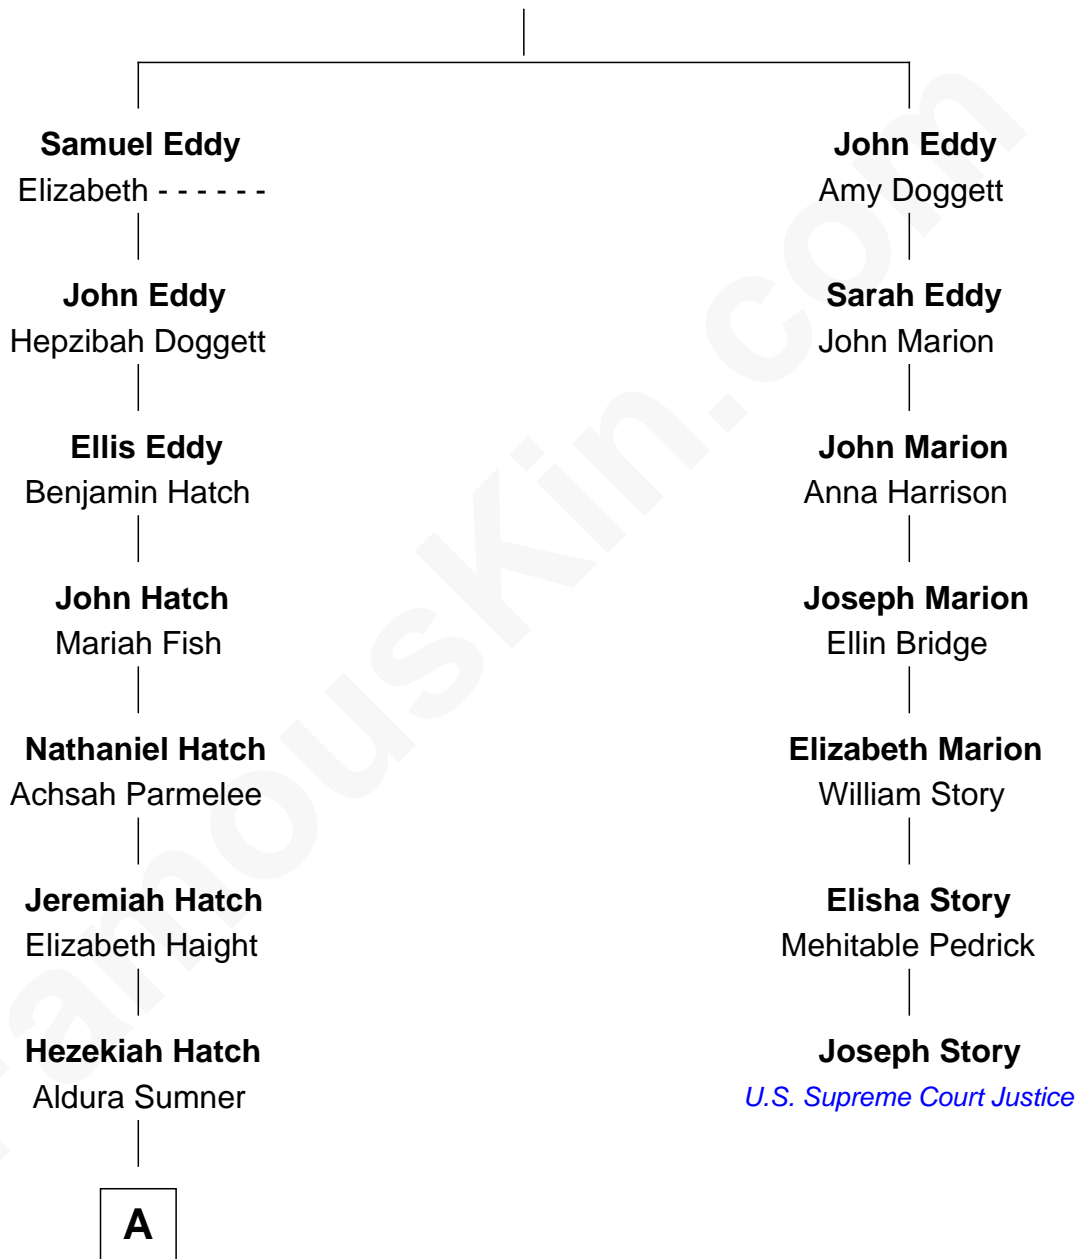 Samuel Eddy
Elizabeth - - - - - -
John Eddy
Hepzibah Doggett
Ellis Eddy
Benjamin Hatch
John Hatch
Mariah Fish
Nathaniel Hatch
Achsah Parmelee
Jeremiah Hatch
Elizabeth Haight
Hezekiah Hatch
Aldura Sumner
A
John Eddy
Amy Doggett
Sarah Eddy
John Marion
John Marion
Anna Harrison
Joseph Marion
Ellin Bridge
Elizabeth Marion
William Story
Elisha Story
Mehitable Pedrick
Joseph Story
U.S. Supreme Court Justice
FamousKin.com